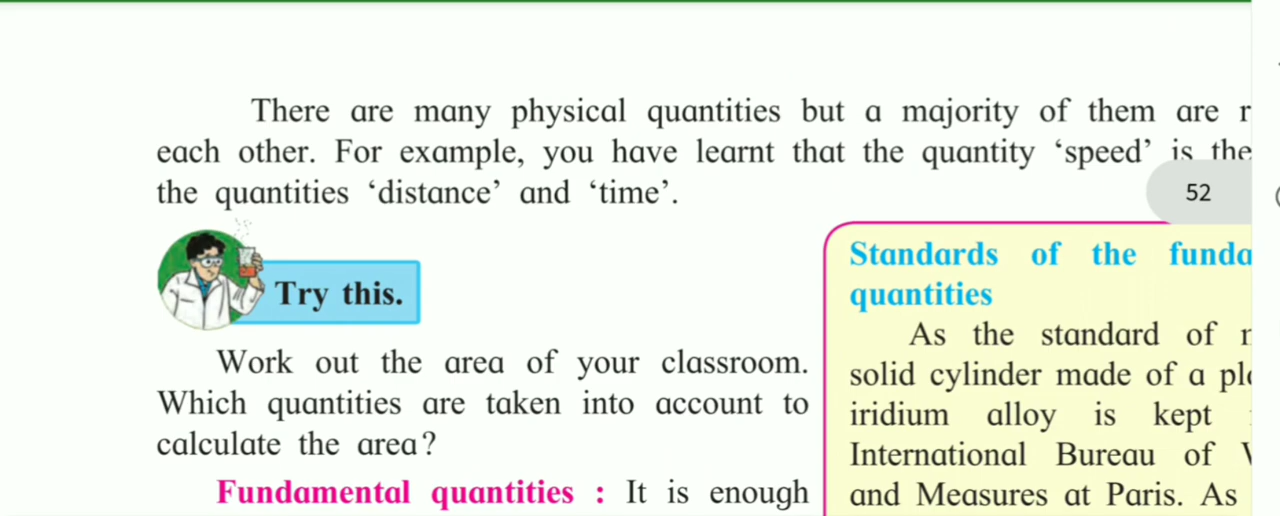 There are many physical quantities but a majority of them are
each other. For example, you have learnt that the quantity ‘speed’ is the
the quantities ‘distance’ and ‘time’.
52
Try this.
Work out the area of your classroom.
Which quantities are taken into account to
calculate the area?
Fundamental quantities : It is enough
Standards of the funda
quantities
As the standard of
solid cylinder made of a
iridium alloy is kept
International Bureau of
and Measures at Paris. As